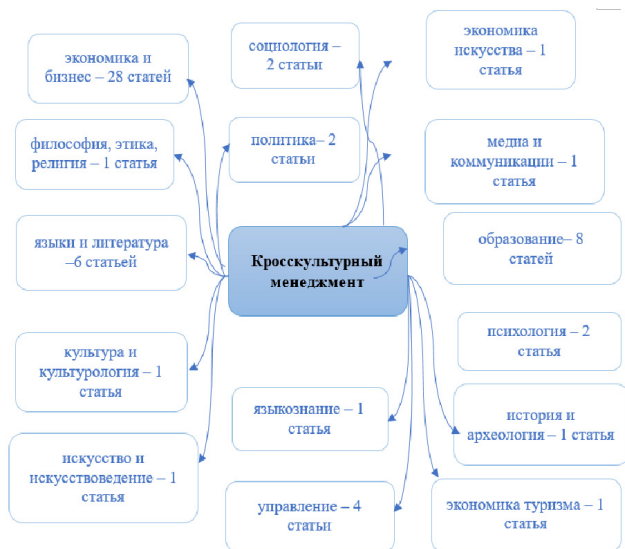 экономика и
бизнес – 28 статей
социология –
2 статьи
экономика
искусства – 1
статья
философия, этика,
религия – 1 статья
политика– 2
статьи
медиа и
коммуникации – 1
статья
языки и литература
–6 статьей
Кросскультурный
менеджмент
образование– 8
статей
культура и
культурология – 1
статья
психология – 2
статья
языкознание – 1
статья
история и
археология – 1 статья
искусство и
искусствоведение – 1
статья
управление – 4
статьи
экономика туризма – 1
статья